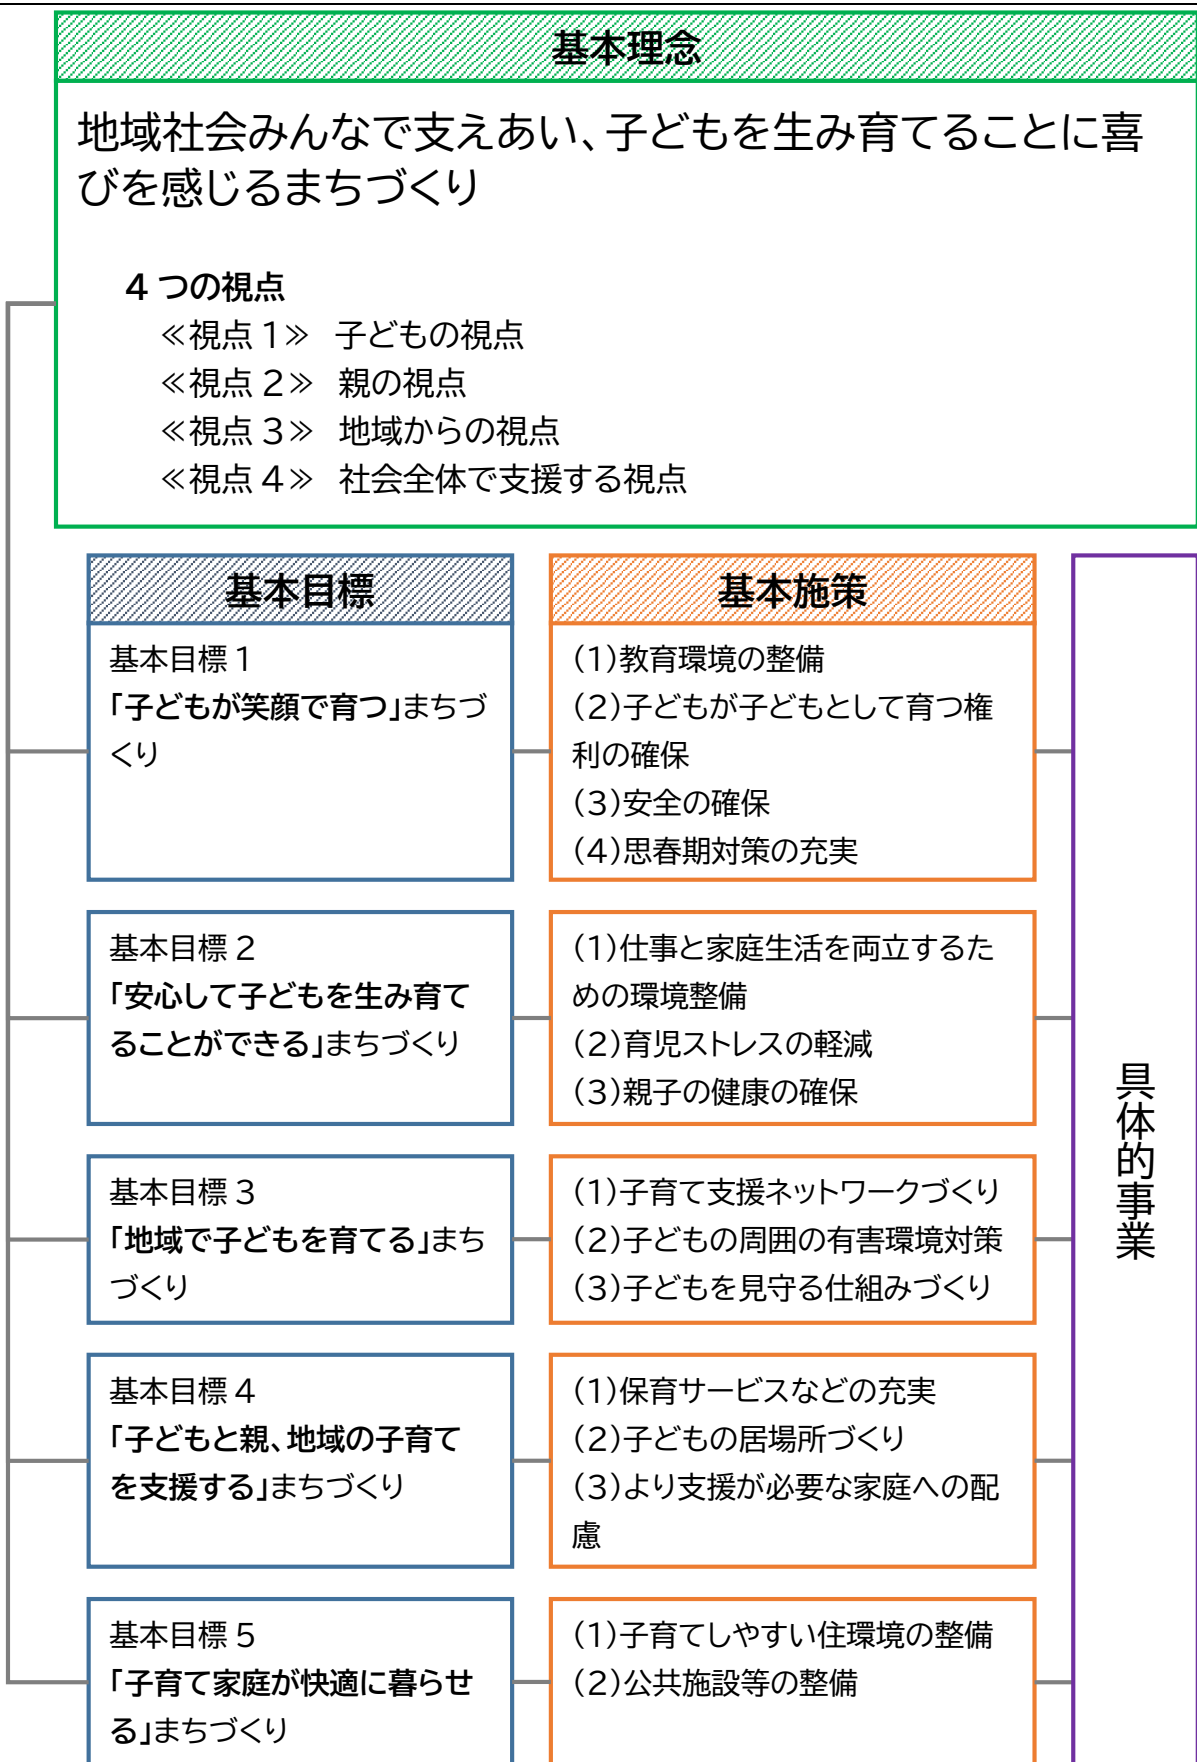 基本理念
地域社会みんなで支えあい、子どもを生み育てることに喜
びを感じるまちづくり
4つの視点
≪視点1≫ 子どもの視点
≪視点2≫ 親の視点
≪視点3≫ 地域からの視点
≪視点4≫ 社会全体で支援する視点
基本目標
基本目標1
「子どもが笑顔で育つ」まちづ
くり
基本施策
(1)教育環境の整備
(2)子どもが子どもとして育つ権
利の確保
(3)安全の確保
(4)思春期対策の充実
基本目標2
「安心して子どもを生み育て
ることができる」まちづくり
(1)仕事と家庭生活を両立するた
めの環境整備
(2)育児ストレスの軽減
(3)親子の健康の確保
基本目標3
「地域で子どもを育てる」まち
づくり
(1)子育て支援ネットワークづくり
(2)子どもの周囲の有害環境対策
(3)子どもを見守る仕組みづくり
基本目標4
「子どもと親、地域の子育て
を支援する」まちづくり
(1)保育サービスなどの充実
(2)子どもの居場所づくり
(3)より支援が必要な家庭への配
慮
基本目標5
「子育て家庭が快適に暮らせ
る」まちづくり
(1)子育てしやすい住環境の整備
(2)公共施設等の整備
具体的事業